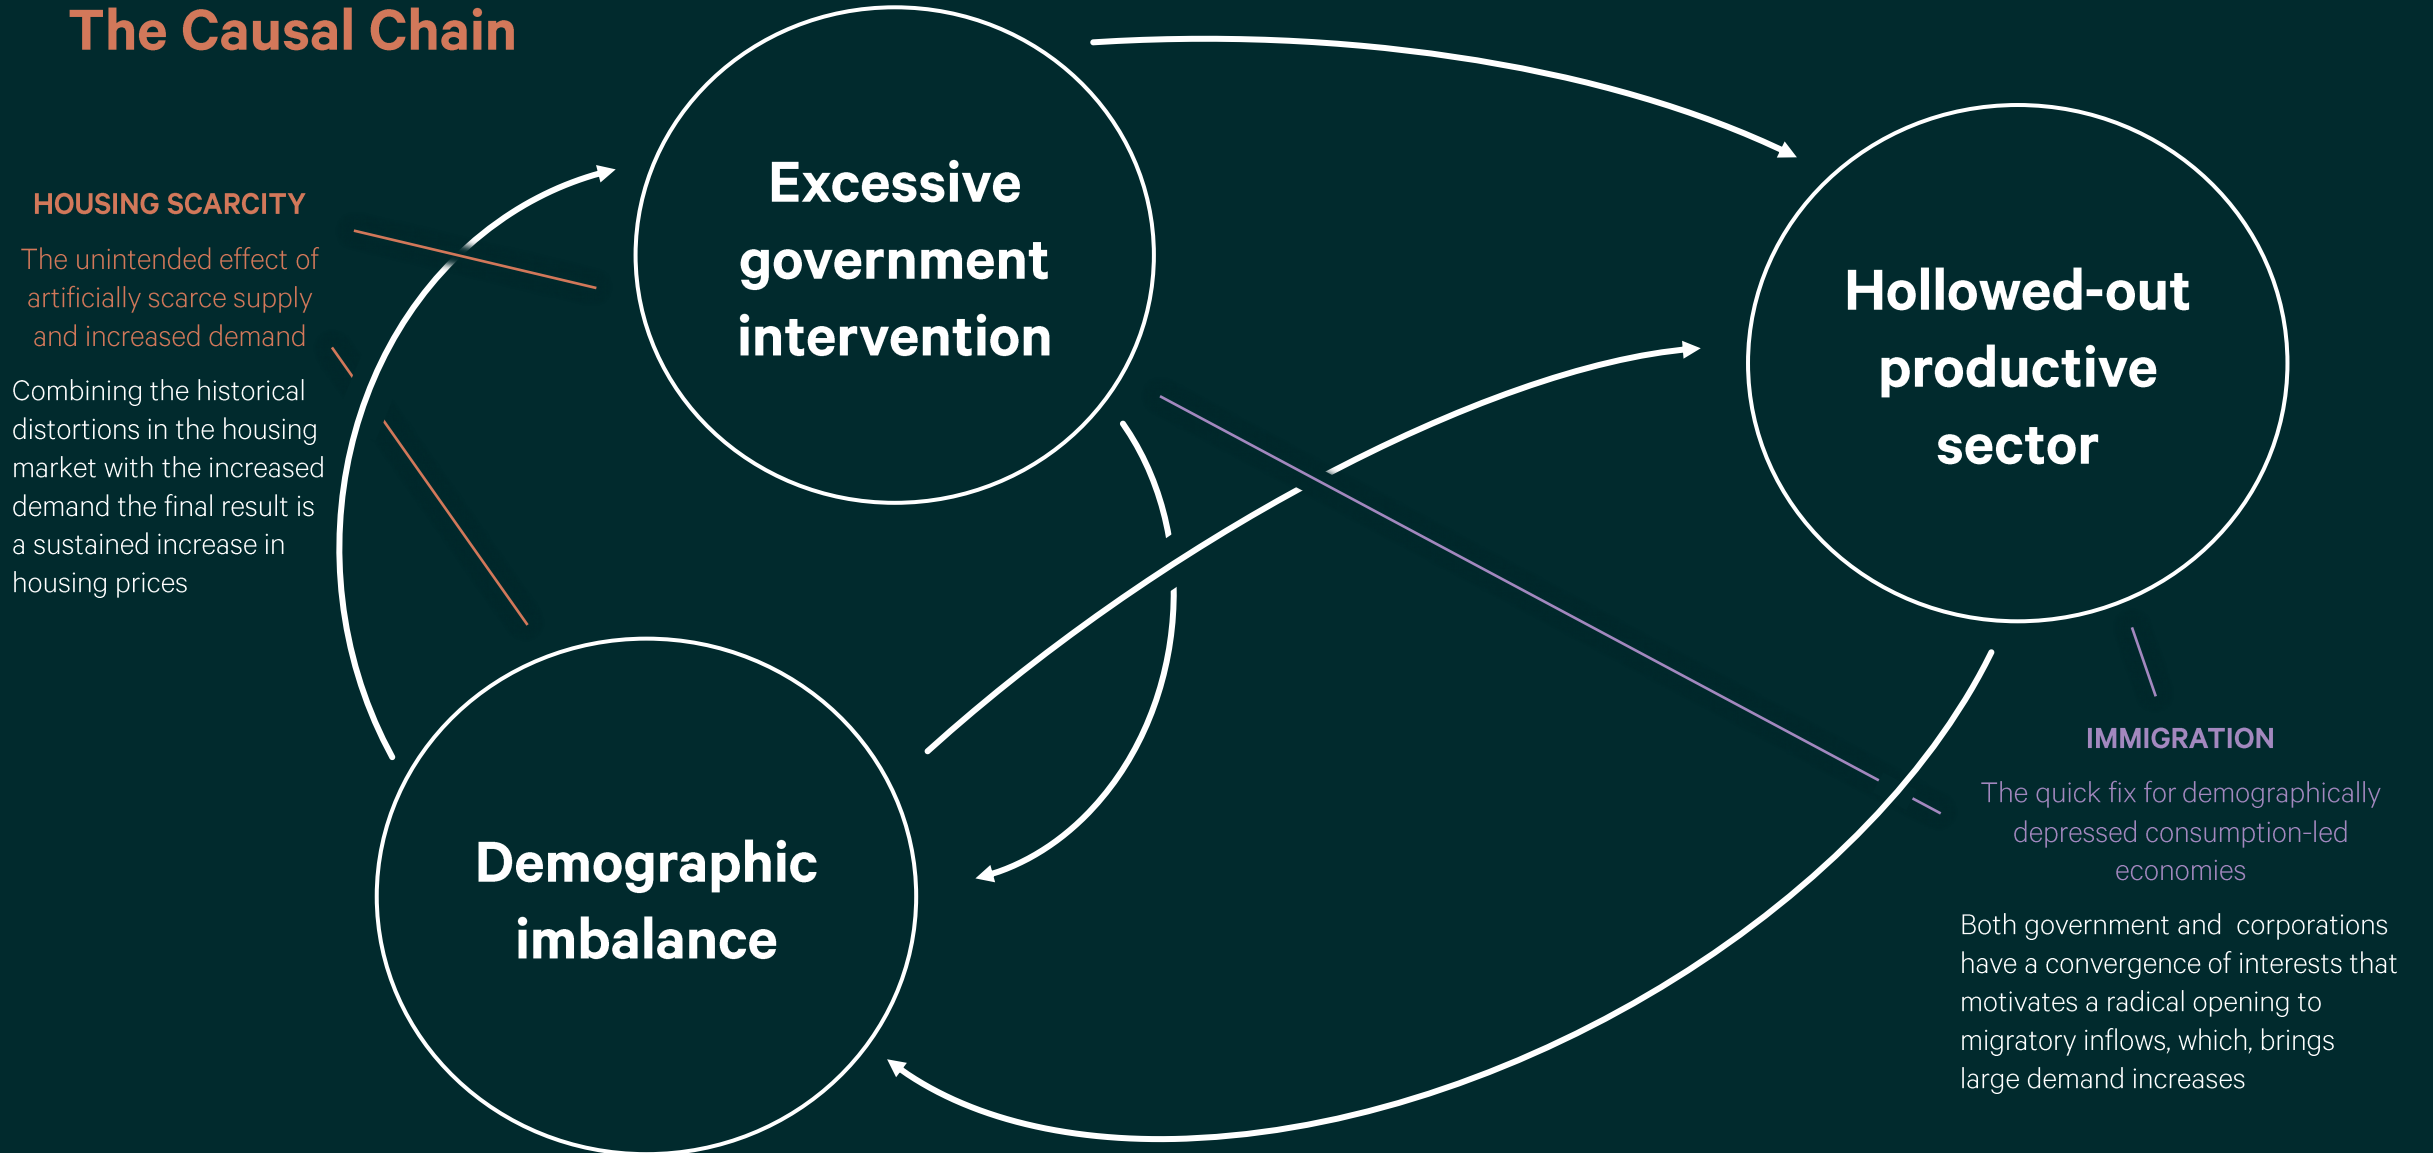 The Causal Chain
HOUSING SCARCITY
The unintended effect of
artificially scarce supply
and increased demand
Combining the historical
distortions in the housing
market with the increased
demand the final result is
a sustained increase in
housing prices
Excessive
government
intervention
Hollowed-out
productive
sector
Demographic
imbalance
IMMIGRATION
The quick fix for demographically
depressed consumption-led
economies
Both government and  corporations
have a convergence of interests that
motivates a radical opening to
migratory inflows, which, brings
large demand increases